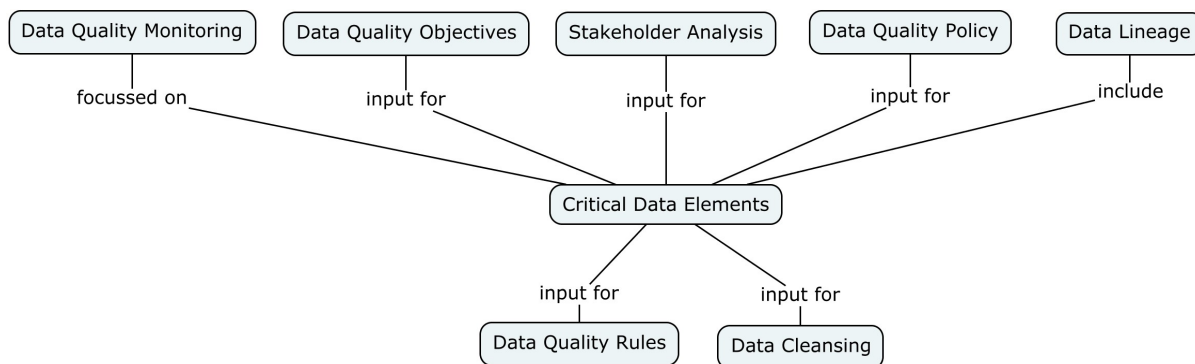 Data Quality Monitoring
Data Quality Objectives
Stakeholder Analysis
Data Quality Policy
Data Lineage
focussed on
input for
input for
input for
include
Critical Data Elements
input for
input for
Data Quality Rules
Data Cleansing